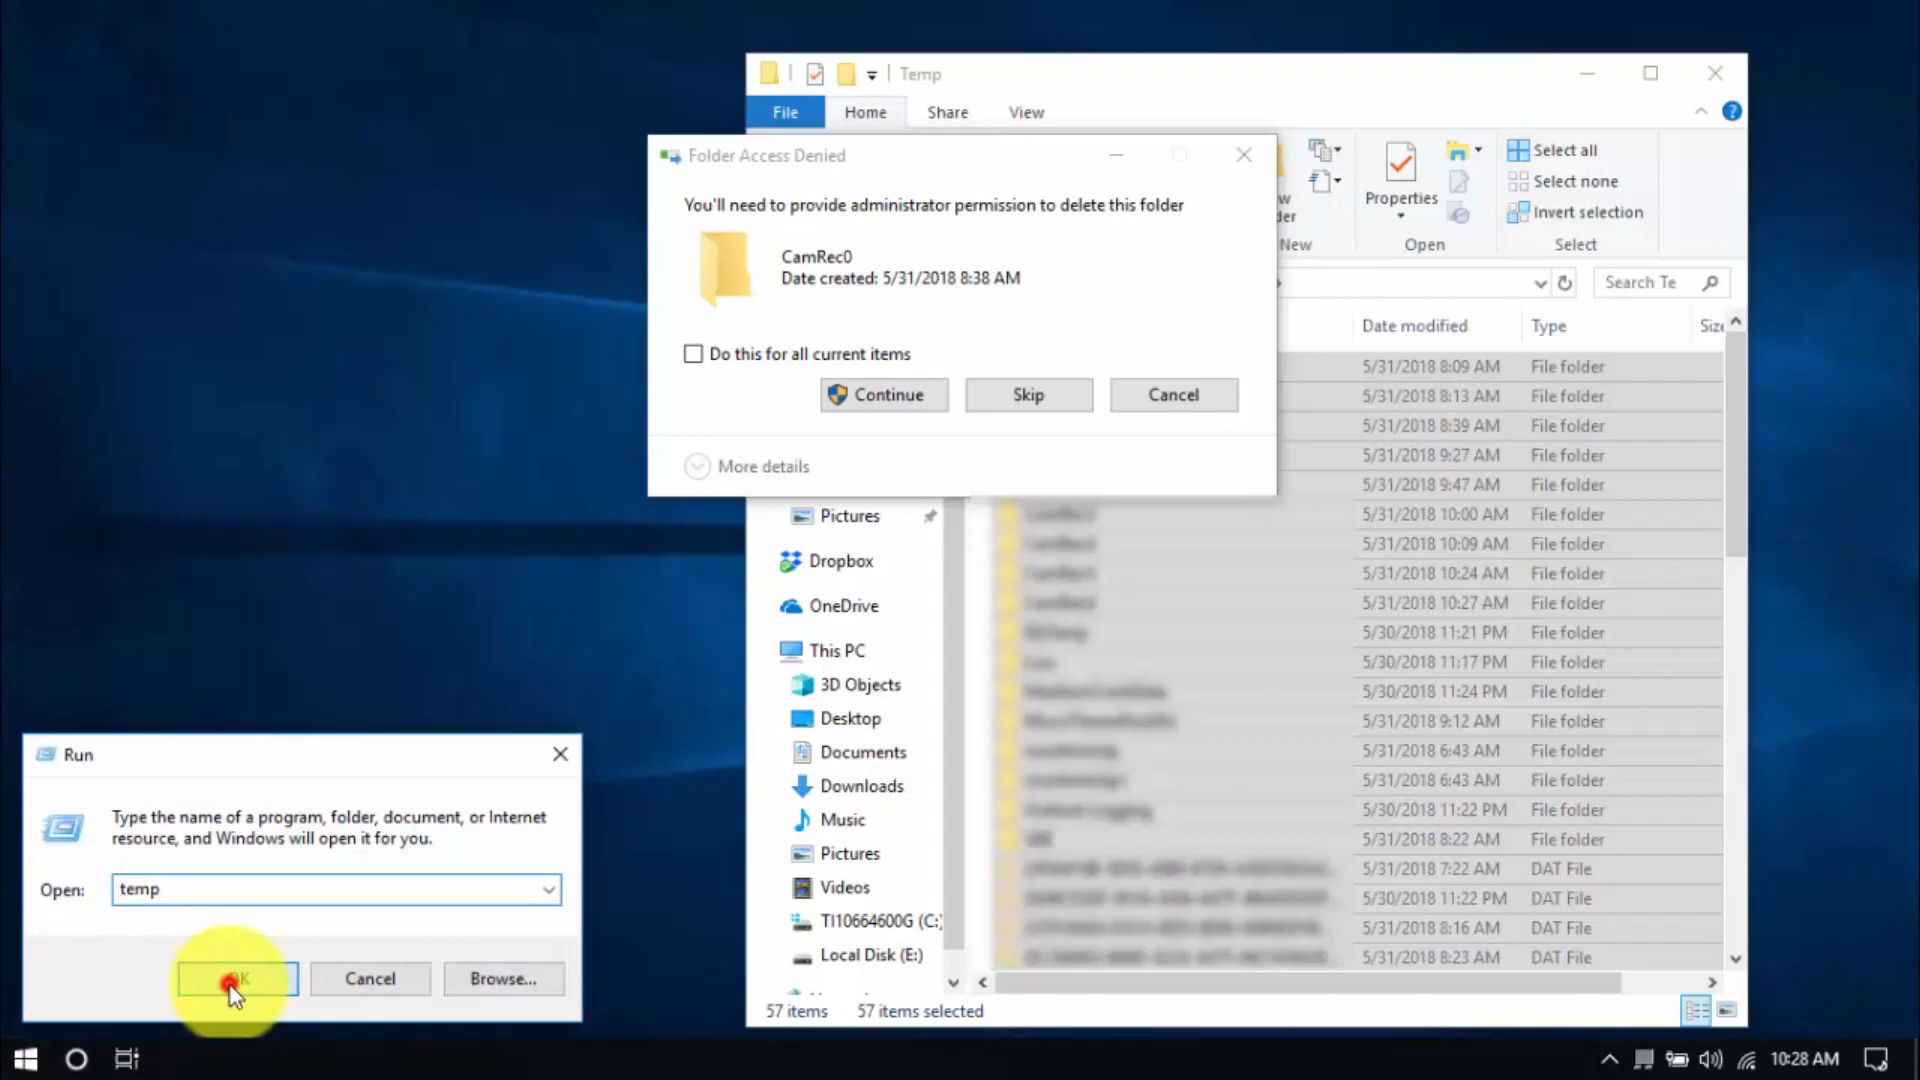 Temp
File
Home
Share
View
Folder Access Denied
You'll need to provide administrator permission to delete this folder
CamRec0
Date created: 5/31/2018 8:38 AM
Do this for all current items
Continue
Skip
Cancel
More details
Properties
Select all
Select none
Invert selection
New
Open
Select
Search Te
Date modified
Type
Size
5/31/2018 8:09 AM File folder
5/31/2018 8:13 AM File folder
5/31/2018 8:39 AM File folder
5/31/2018 9:27 AM File folder
5/31/2018 9:47 AM File folder
5/31/2018 10:00 AM File folder
5/31/2018 10:09 AM File folder
5/31/2018 10:24 AM File folder
5/31/2018 10:27 AM File folder
5/30/2018 11:21 PM File folder
5/30/2018 11:17 PM File folder
5/30/2018 11:24 PM File folder
5/31/2018 9:12 AM File folder
5/31/2018 6:43 AM File folder
5/31/2018 6:43 AM File folder
5/30/2018 11:22 PM File folder
5/31/2018 8:22 AM File folder
5/31/2018 7:22 AM DAT File
5/30/2018 11:22 PM DAT File
5/31/2018 8:16 AM DAT File
5/31/2018 8:23 AM DAT File
Pictures
Dropbox
OneDrive
This PC
3D Objects
Desktop
Documents
Downloads
Music
Pictures
Videos
TI10664600G (C:)
Local Disk (E:)
57 items
57 items selected
Run
Type the name of a program, folder, document, or Internet
resource, and Windows will open it for you.
Open:
temp
Cancel
Browse...
10:28 AM